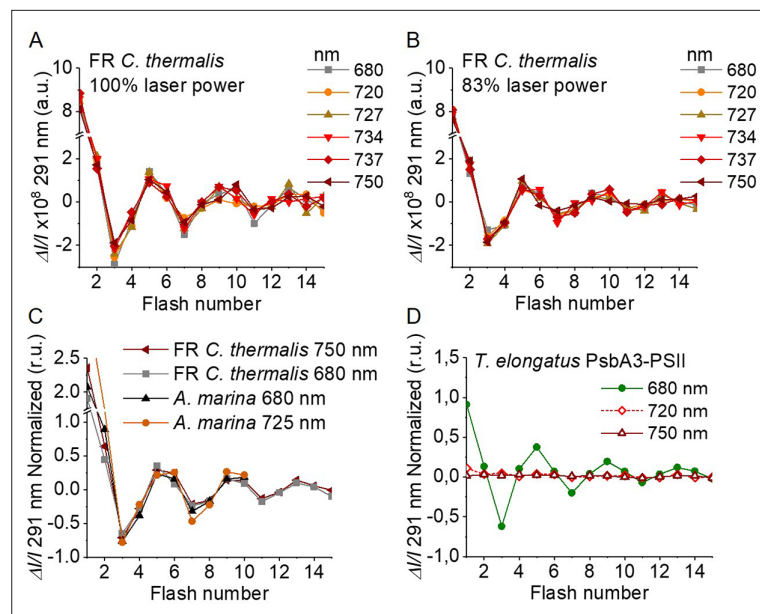 A
FR C. thermalis
100% laser power
nm
680
720
727
734
737
750
10
8
2
0
-2
ΔI/I x10⁸ 291 nm (a.u.)
2 4 6 8 10 12 14
Flash number
B
FR C. thermalis
83% laser power
nm
680
720
727
734
737
750
10
8
2
0
-2
ΔI/I x10⁸ 291 nm (a.u.)
2 4 6 8 10 12 14
Flash number
C
FR C. thermalis 750 nm
FR C. thermalis 680 nm
A. marina 680 nm
A. marina 725 nm
2.5
2.0
1.5
1.0
0.5
0.0
-0.5
-1.0
ΔI/I 291 nm Normalized (r.u.)
2 4 6 8 10 12 14
Flash number
D
T. elongatus PsbA3-PSII
680 nm
720 nm
750 nm
1,5
1,0
0,5
0,0
-0,5
-1,0
ΔI/I 291 nm Normalized (r.u.)
2 4 6 8 10 12 14
Flash number